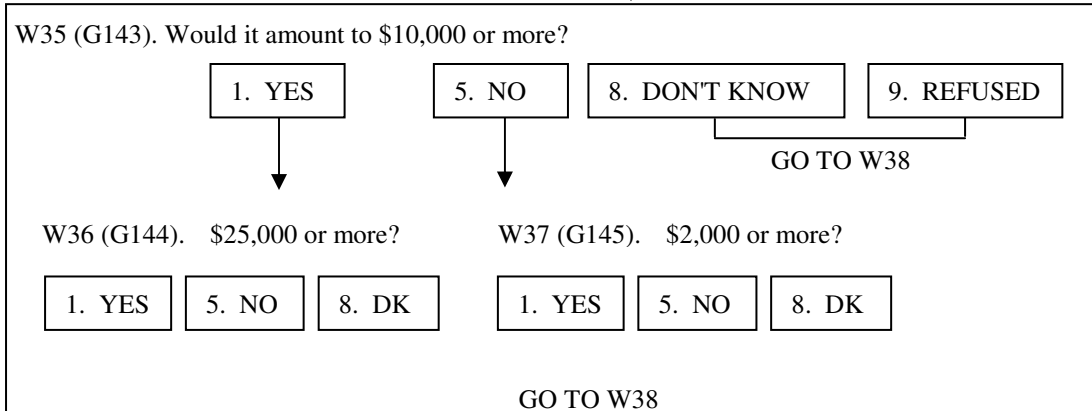 W35 (G143). Would it amount to $10,000 or more?
1. YES
5. NO
8. DON'T KNOW
9. REFUSED
GO TO W38
W36 (G144). $25,000 or more?
W37 (G145). $2,000 or more?
1. YES
5. NO
8. DK
1. YES
5. NO
8. DK
GO TO W38